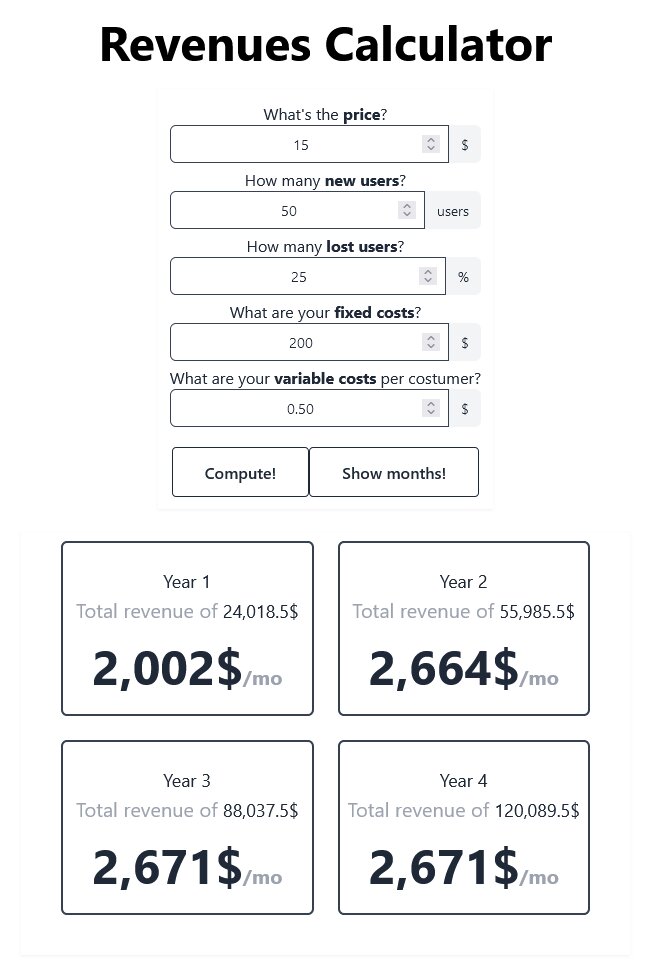 Revenues Calculator
What's the price?
15 $
How many new users?
50 users
How many lost users?
25 %
What are your fixed costs?
200 $
What are your variable costs per costumer?
0.50 $
Compute! Show months!
Year 1
Total revenue of 24,018.5$
2,002$/mo
Year 2
Total revenue of 55,985.5$
2,664$/mo
Year 3
Total revenue of 88,037.5$
2,671$/mo
Year 4
Total revenue of 120,089.5$
2,671$/mo